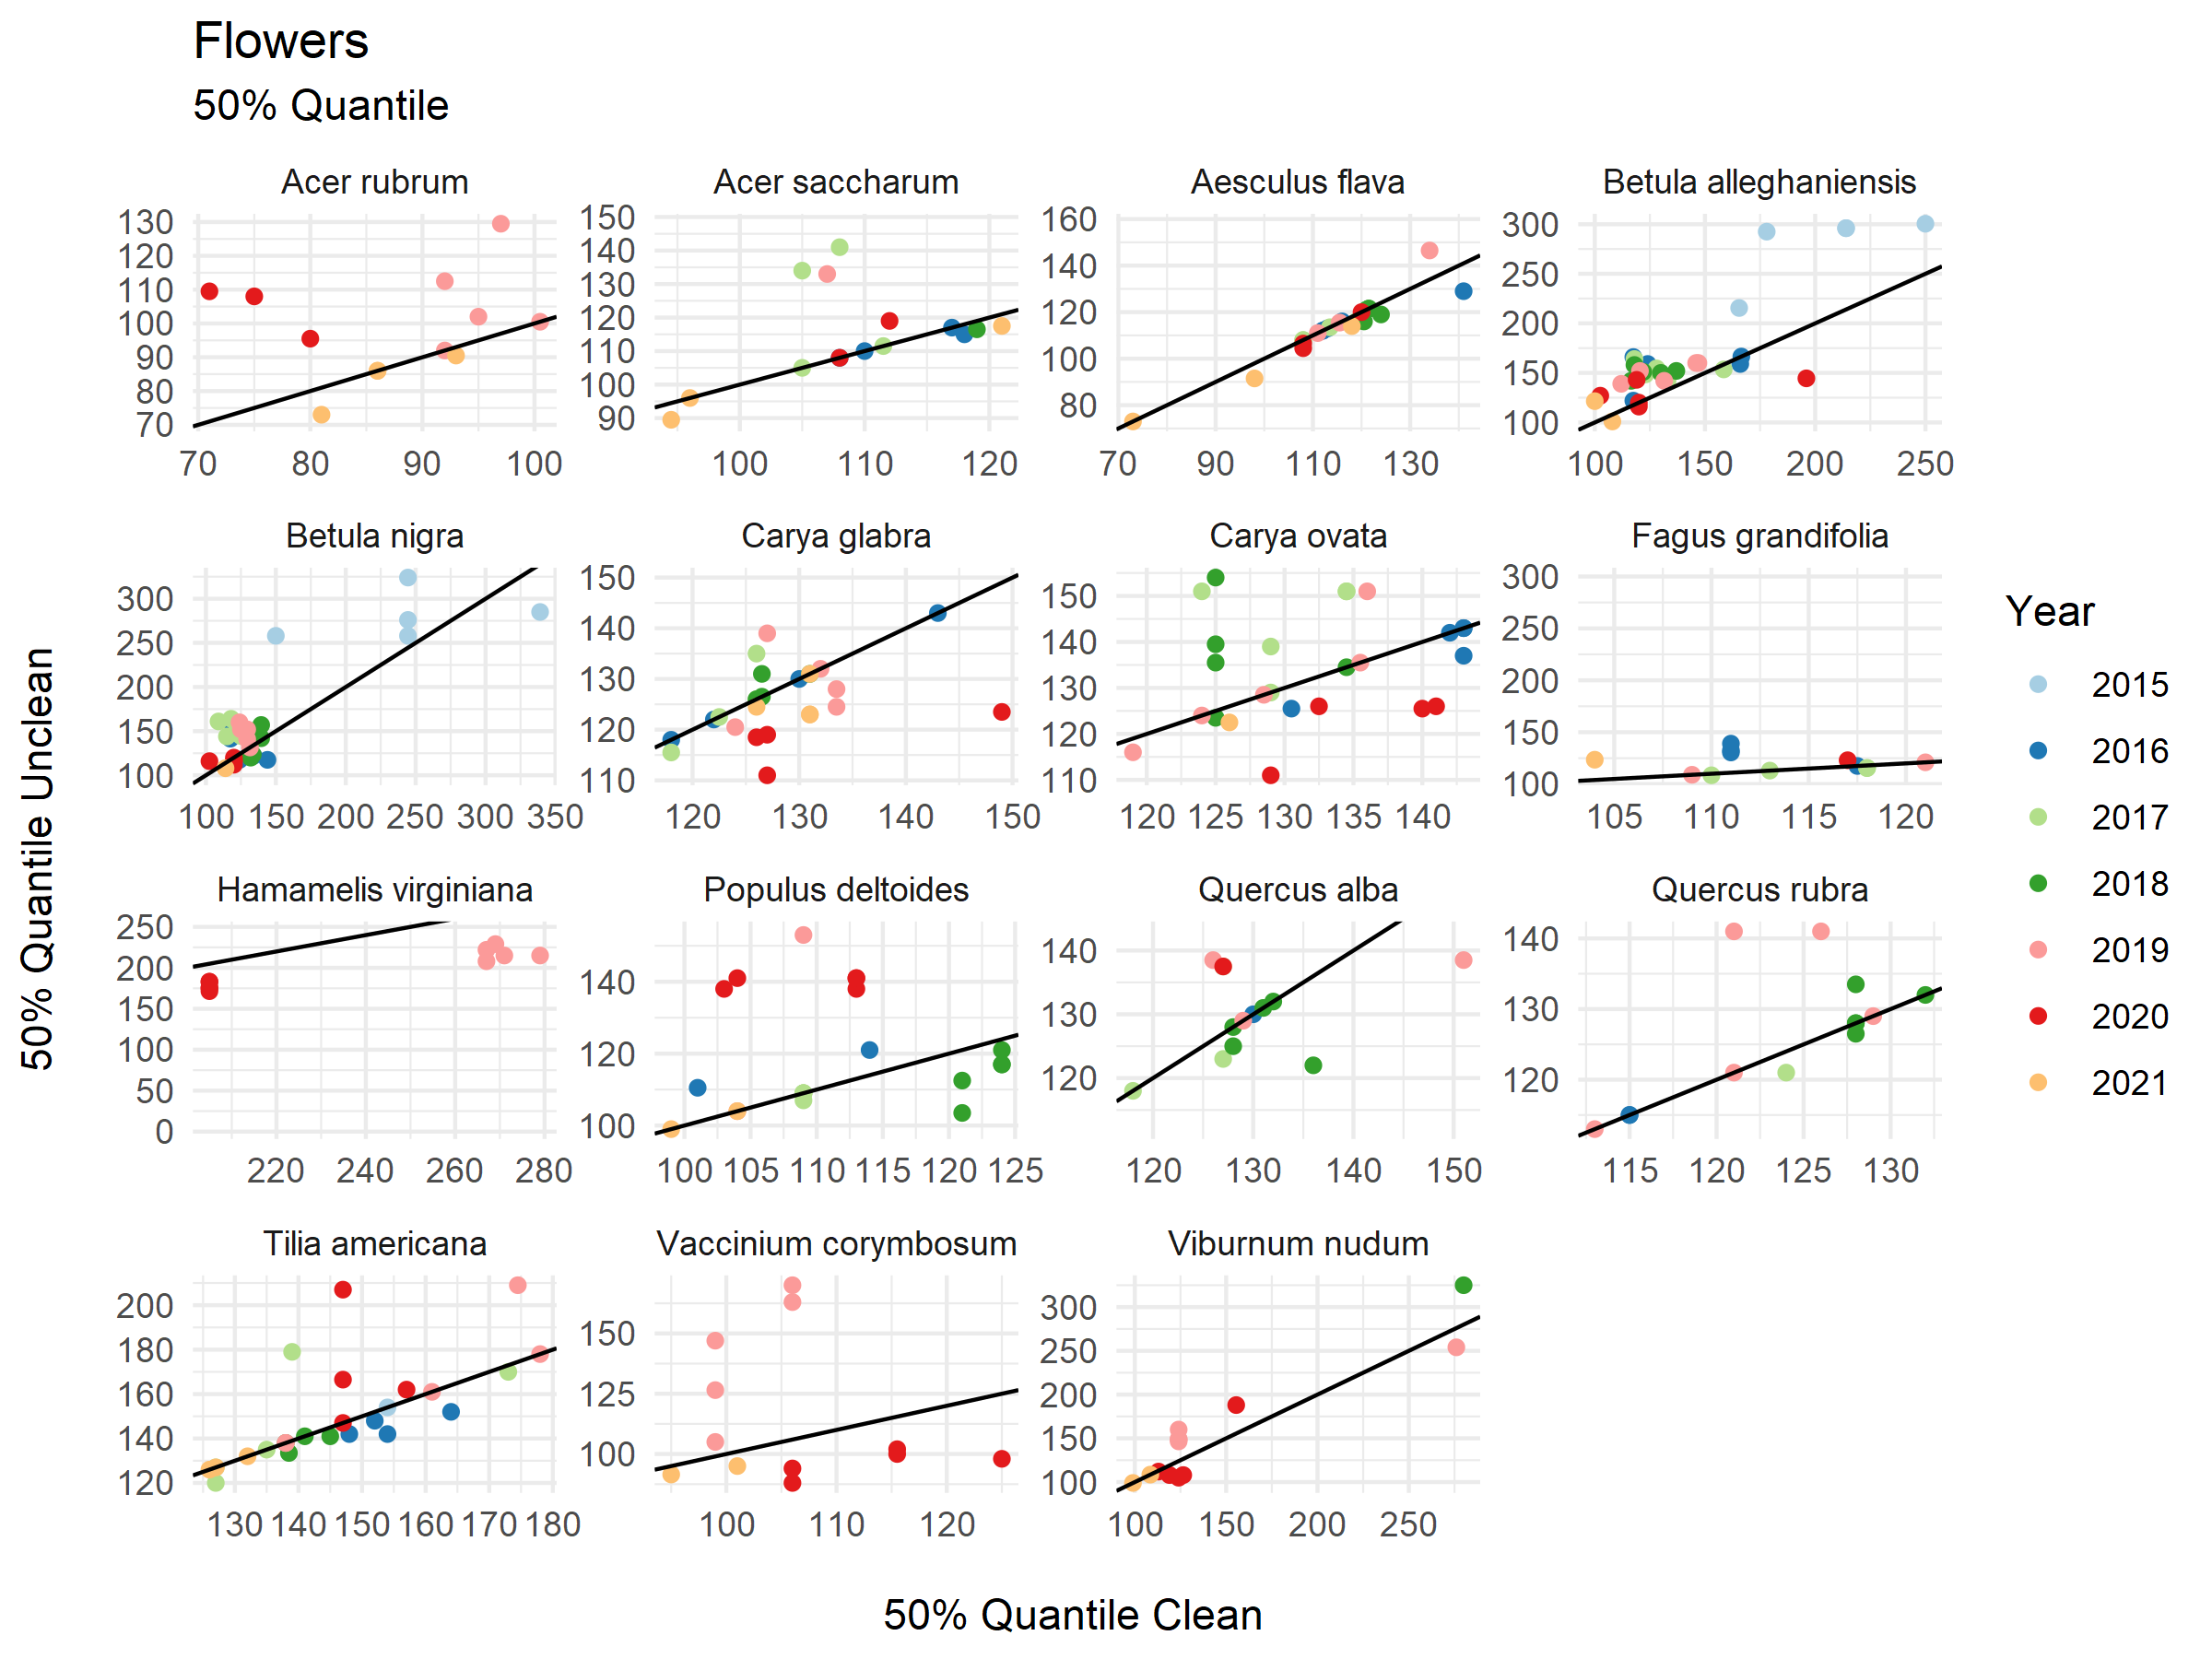 Flowers
50% Quantile
Acer rubrum
Acer saccharum
Aesculus flava
Betula alleghaniensis
130
120
110
100
90
80
70
70 80 90 100
150
140
130
120
110
100
90
100 110 120
160
140
120
100
80
70 90 110 130
300
250
200
150
100
100 150 200 250
Betula nigra
Carya glabra
Carya ovata
Fagus grandifolia
300
250
200
150
100
100 150 200 250 300 350
150
140
130
120
110
120 130 140 150
150
140
130
120
110
120 125 130 135 140
300
250
200
150
100
105 110 115 120
Hamamelis virginiana
Populus deltoides
Quercus alba
Quercus rubra
250
200
150
100
50
0
220 240 260 280
140
120
100
100 105 110 115 120 125
140
130
120
120 130 140 150
140
130
120
115 120 125 130
Tilia americana
Vaccinium corymbosum
Viburnum nudum
200
180
160
140
120
130 140 150 160 170 180
150
125
100
100 110 120
300
250
200
150
100
100 150 200 250
50% Quantile Unclean
50% Quantile Clean
Year
2015
2016
2017
2018
2019
2020
2021